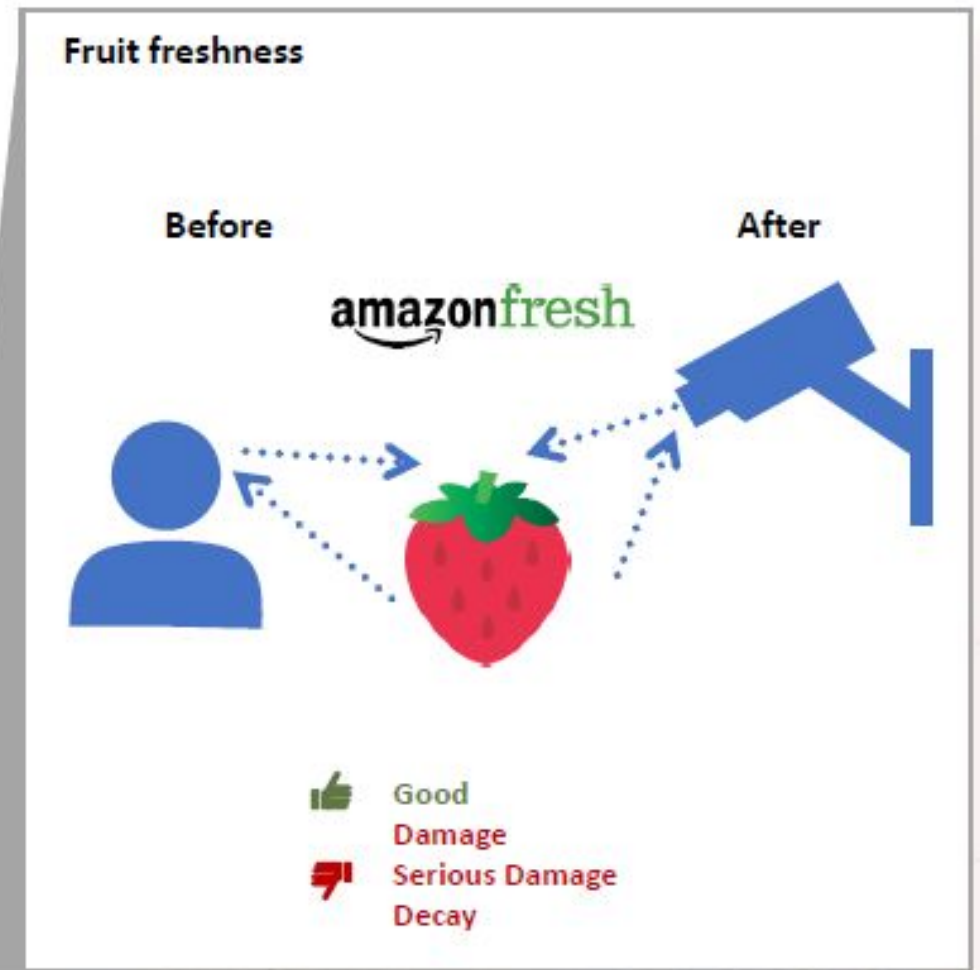 Fruit freshness
Before
After
amazonfresh
Good
Damage
Serious Damage
Decay